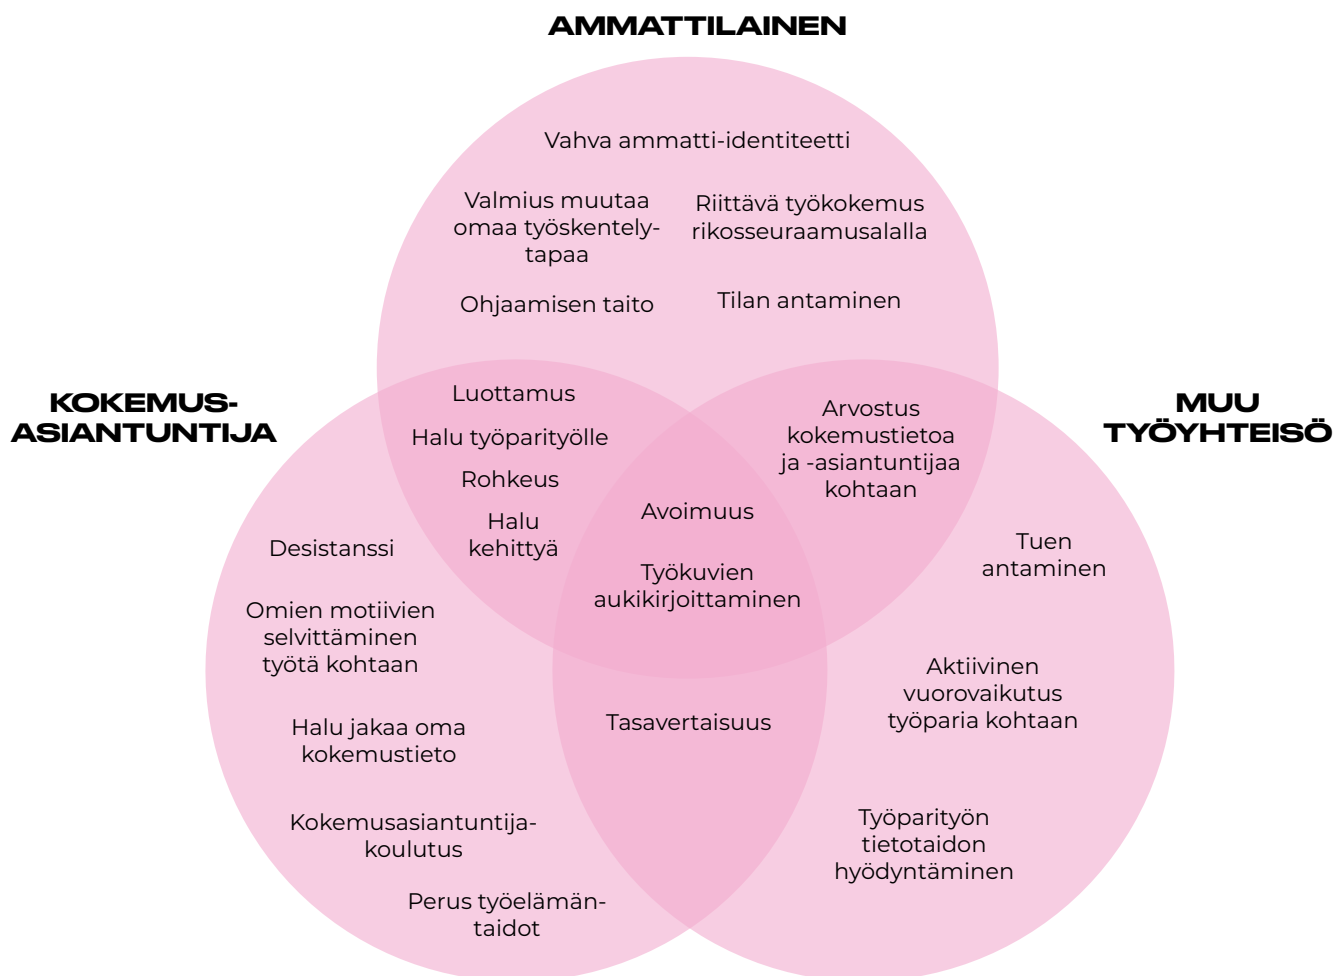 AMMATTILAINEN
Vahva ammatti-identiteetti
Valmius muutaa
omaa työskentely-
tapaa
Riittävä työkokemus
rikosseuraamusalalla
Ohjaamisen taito
Tilan antaminen
KOKEMUS-
ASIANTUNTIJA
MUU
TYÖYHTEISÖ
Luottamus
Halu työparityölle
Rohkeus
Halu
kehittyä
Arvostus
kokemustietoa
ja -asiantuntijaa
kohtaan
Avoimuus
Työkuvien
aukikirjoittaminen
Desistanssi
Omien motiivien
selvittäminen
työtä kohtaan
Halu jakaa oma
kokemustieto
Kokemusasiantuntija-
koulutus
Perus työelämän-
taidot
Tasavertaisuus
Tuen
antaminen
Aktiivinen
vuorovaikutus
työparia kohtaan
Työparityön
tietotaidon
hyödyntäminen